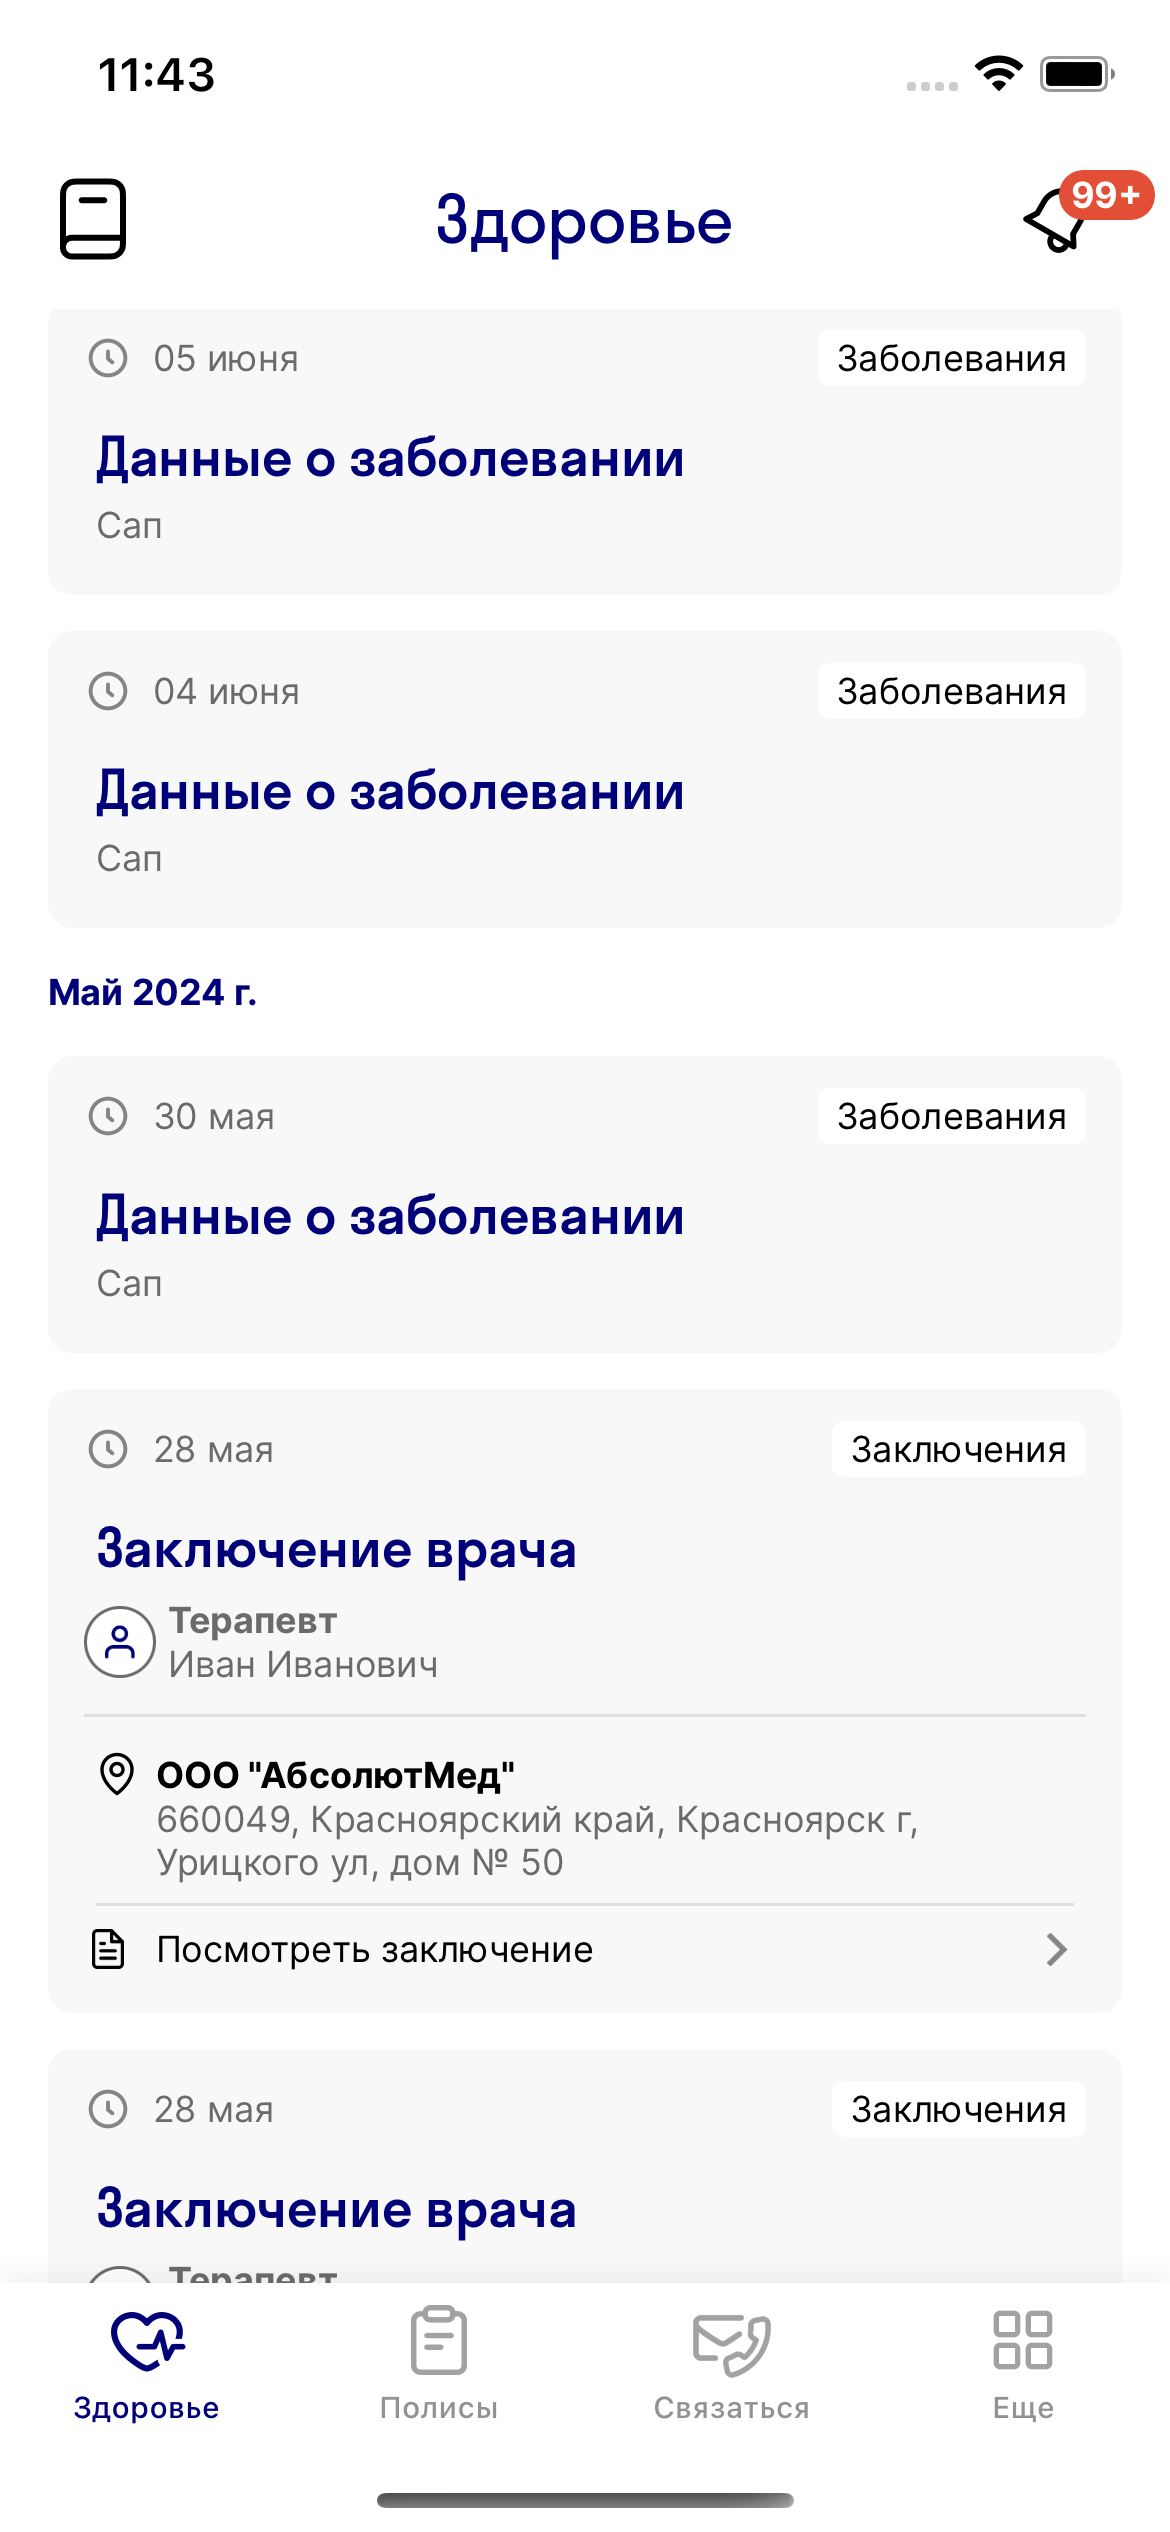 11:43
Здоровье
99+
05 июня
Заболевания
Данные о заболевании
Сап
04 июня
Заболевания
Данные о заболевании
Сап
Май 2024 г.
30 мая
Заболевания
Данные о заболевании
Сап
28 мая
Заключения
Заключение врача
Терапевт
Иван Иванович
ООО "АбсолютМед"
660049, Красноярский край, Красноярск г,
Урицкого ул, дом № 50
Посмотреть заключение
28 мая
Заключения
Заключение врача
Терапевт
Здоровье
Полисы
Связаться
Еще